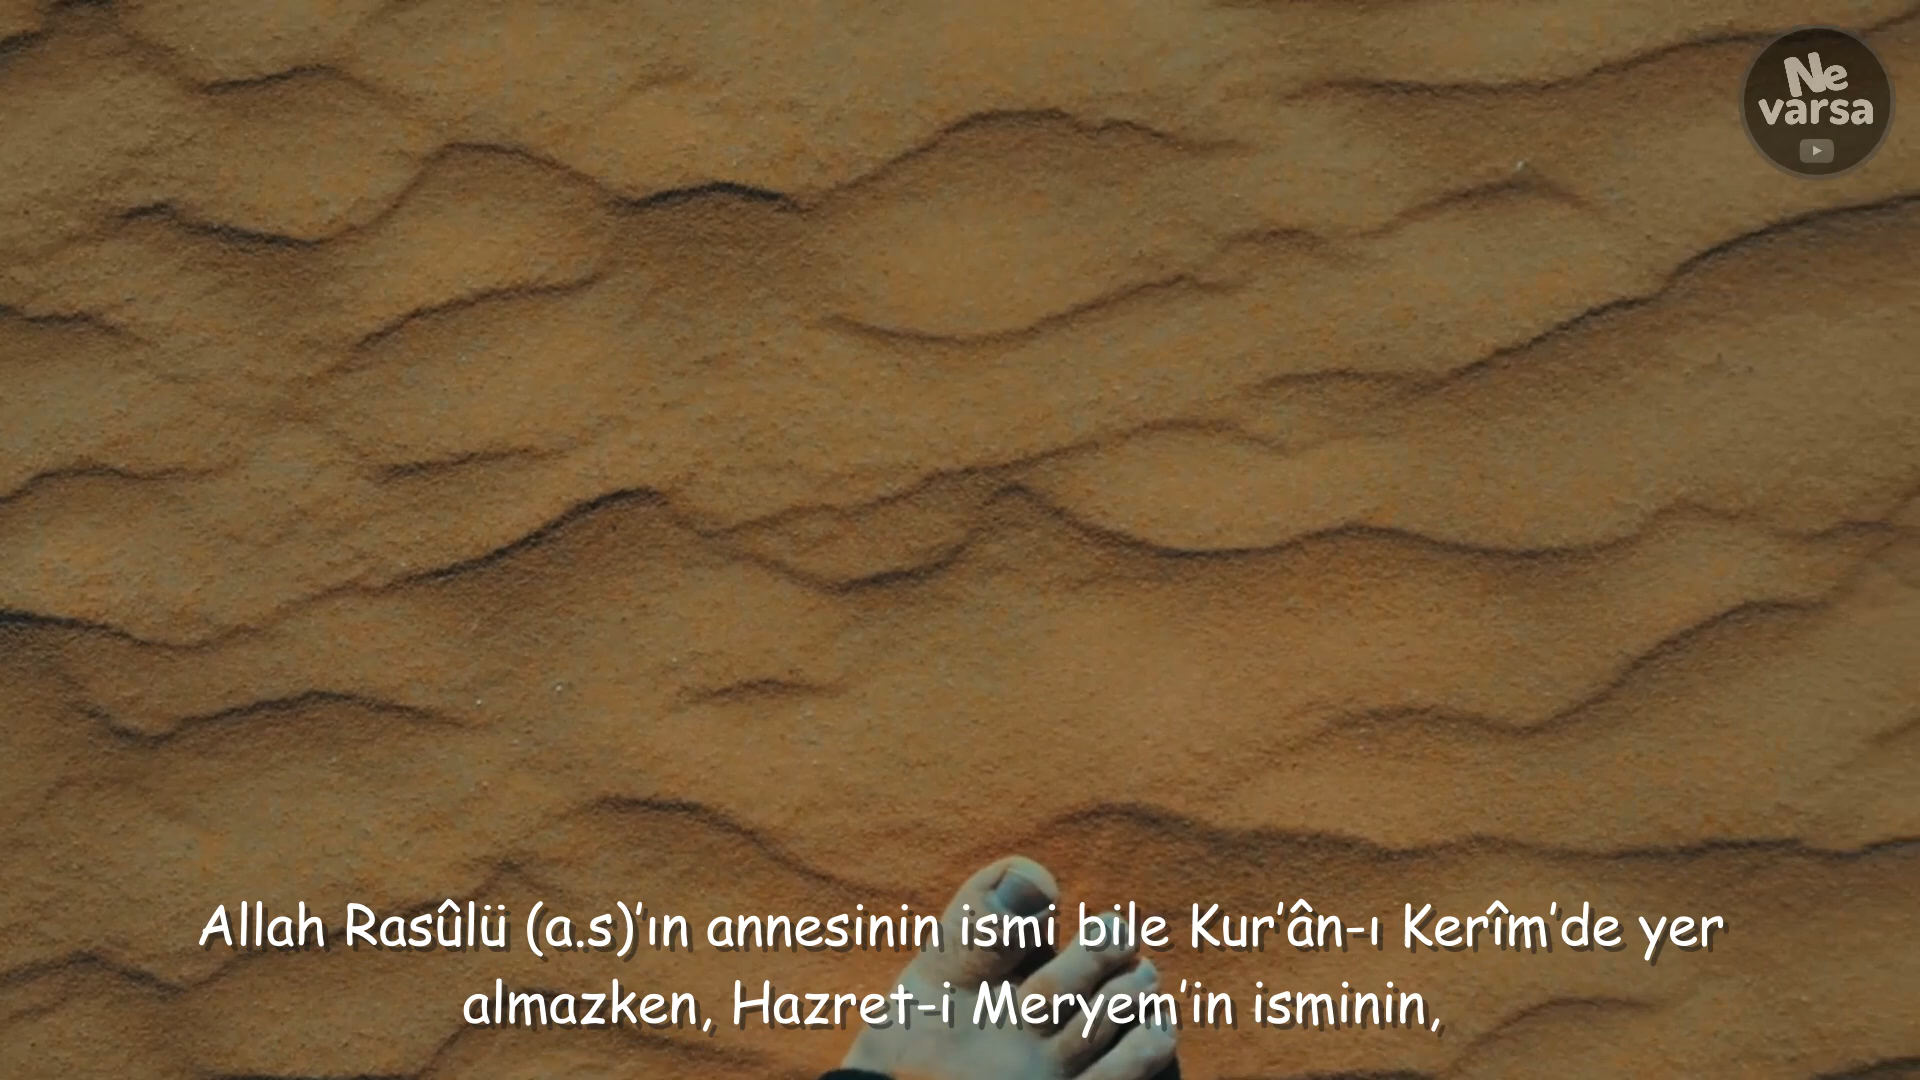 Ne
varsa
Allah Rasûlü (a.s)’ın annesinin ismi bile Kur’ân-ı Kerîm’de yer
almazken, Hazret-i Meryem’in isminin,